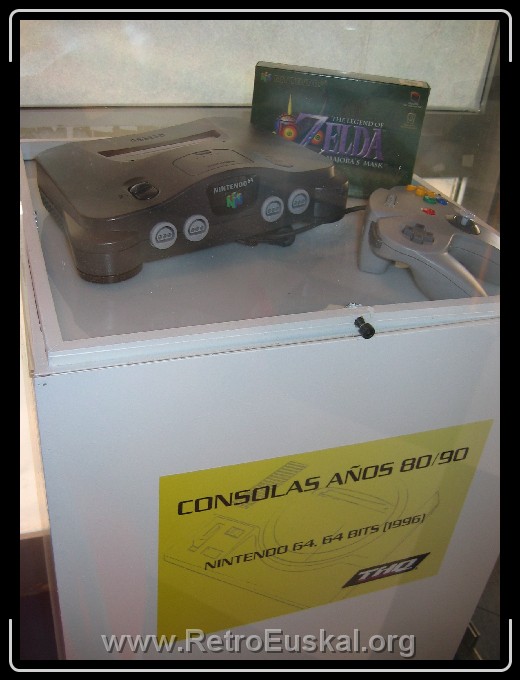 THE LEGEND OF
ZELDA
MAJORA'S MASK
NINTENDO 64
CONSOLAS AÑOS 80/90
NINTENDO 64, 64 BITS (1996)
THQ
www.RetroEuskal.org